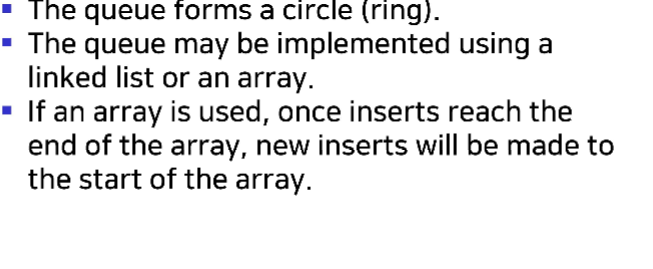 ▪ The queue forms a circle (ring).
▪ The queue may be implemented using a
linked list or an array.
▪ If an array is used, once inserts reach the
end of the array, new inserts will be made to
the start of the array.